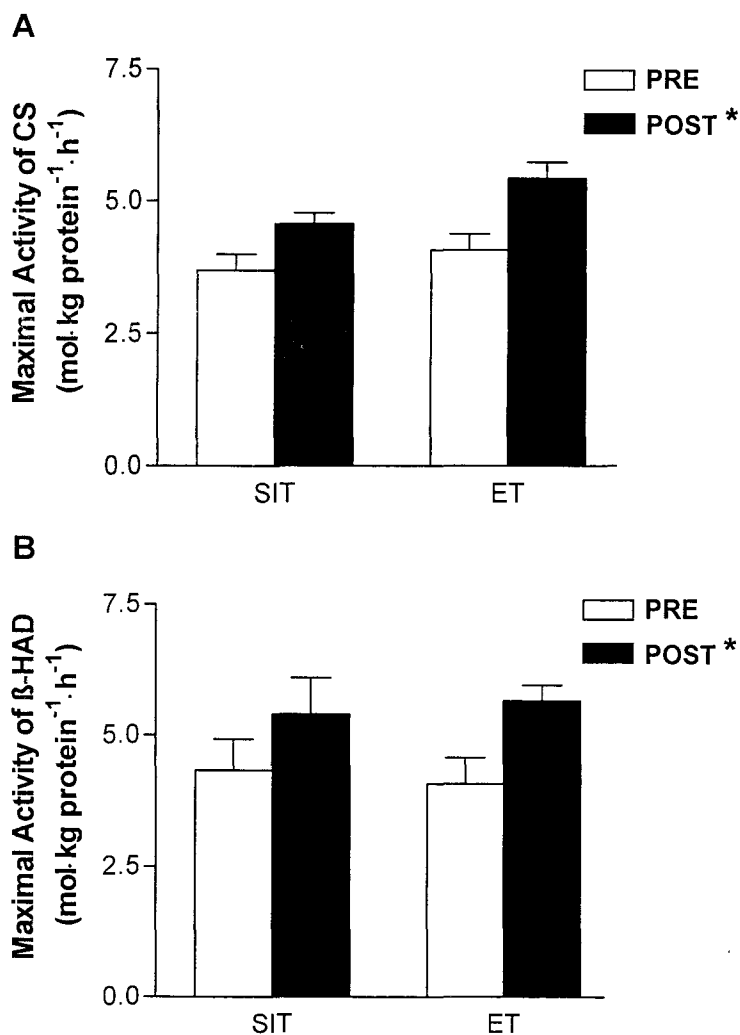 A
Maximal Activity of CS
(mol·kg protein⁻¹·h⁻¹)
7.5
5.0
2.5
0.0
PRE
POST *
SIT ET
B
Maximal Activity of ß-HAD
(mol·kg protein⁻¹·h⁻¹)
7.5
5.0
2.5
0.0
PRE
POST *
SIT ET